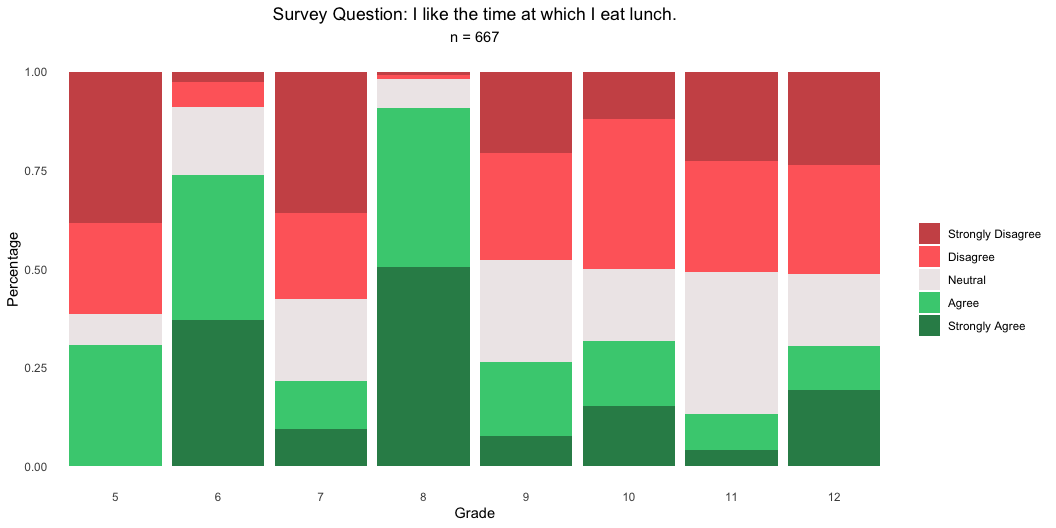 Survey Question: I like the time at which I eat lunch.
n = 667
1.00
0.75
0.50
0.25
0.00
Percentage
5 6 7 8 9 10 11 12
Grade
Strongly Disagree
Disagree
Neutral
Agree
Strongly Agree